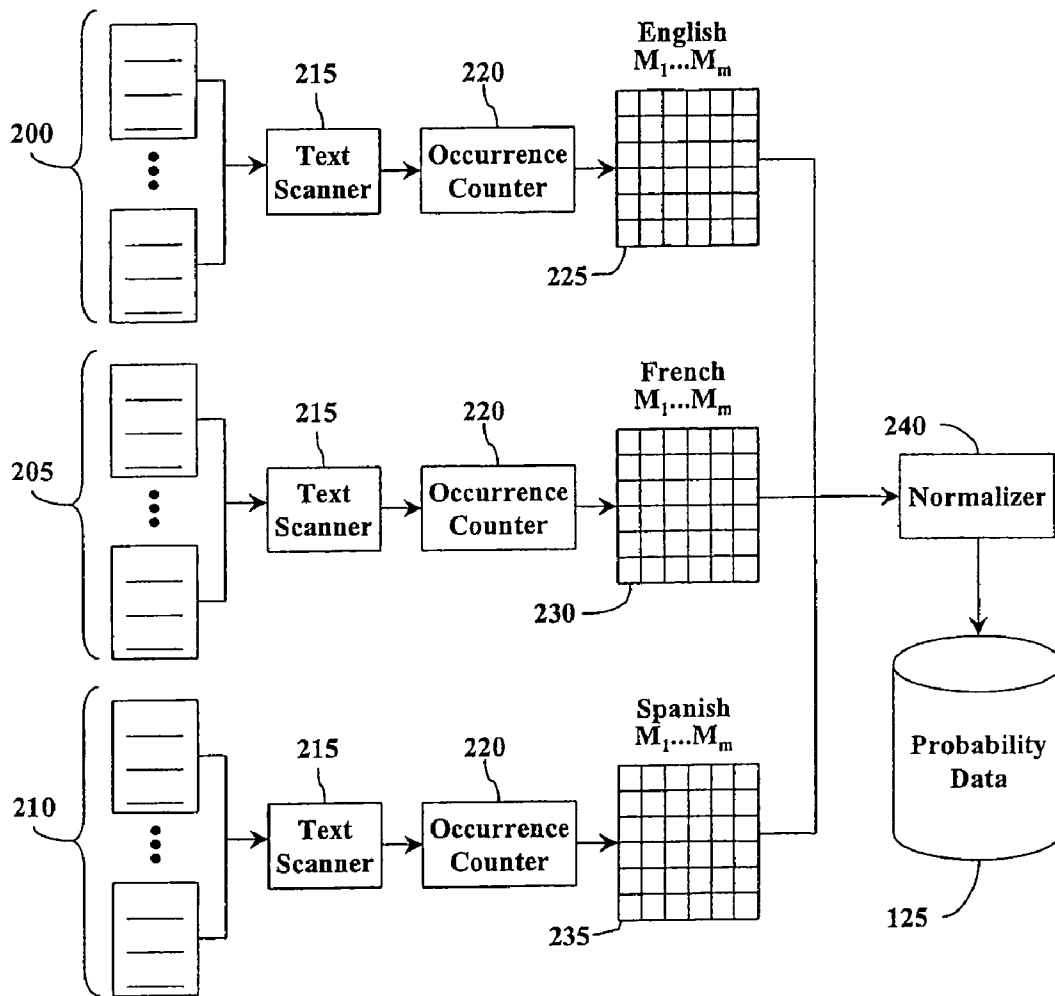 200
215
Text
Scanner
220
Occurrence
Counter
English
M₁...Mₘ
225
205
215
Text
Scanner
220
Occurrence
Counter
French
M₁...Mₘ
230
240
Normalizer
210
215
Text
Scanner
220
Occurrence
Counter
Spanish
M₁...Mₘ
235
Probability
Data
125